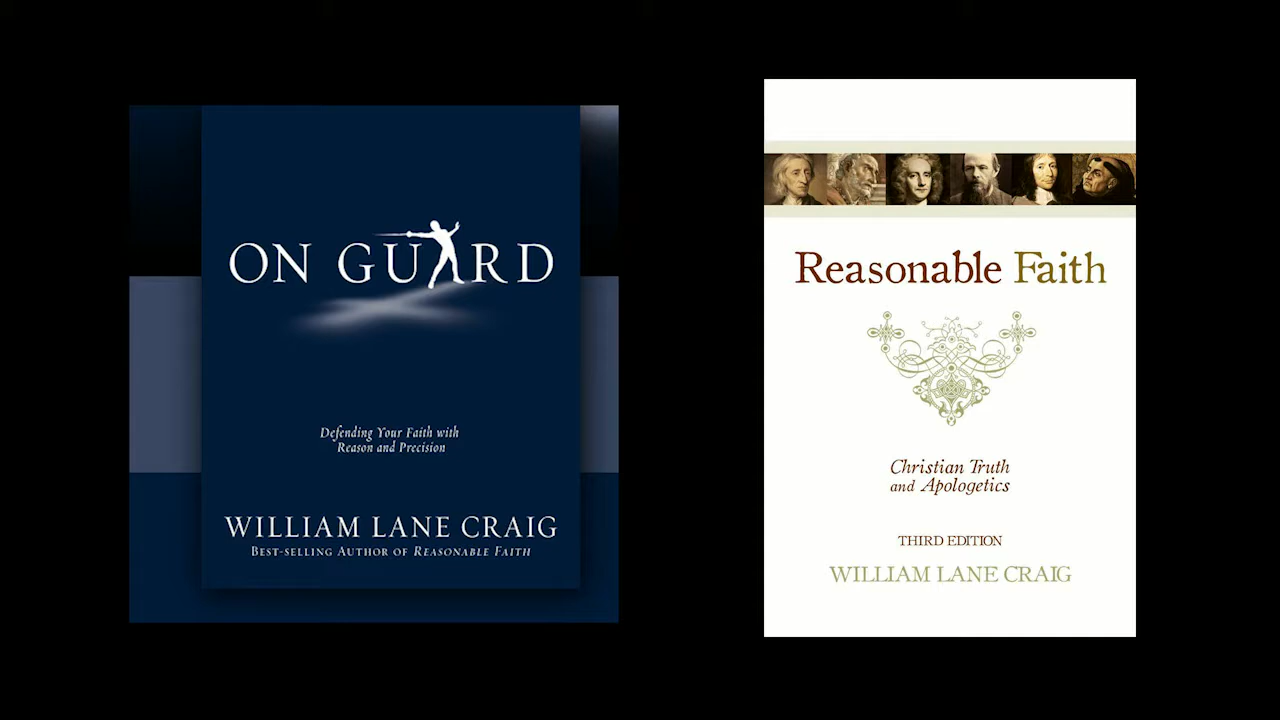 ON GUARD
Defending Your Faith with
Reason and Precision
WILLIAM LANE CRAIG
BEST-SELLING AUTHOR OF REASONABLE FAITH
Reasonable Faith
Christian Truth
and Apologetics
THIRD EDITION
WILLIAM LANE CRAIG